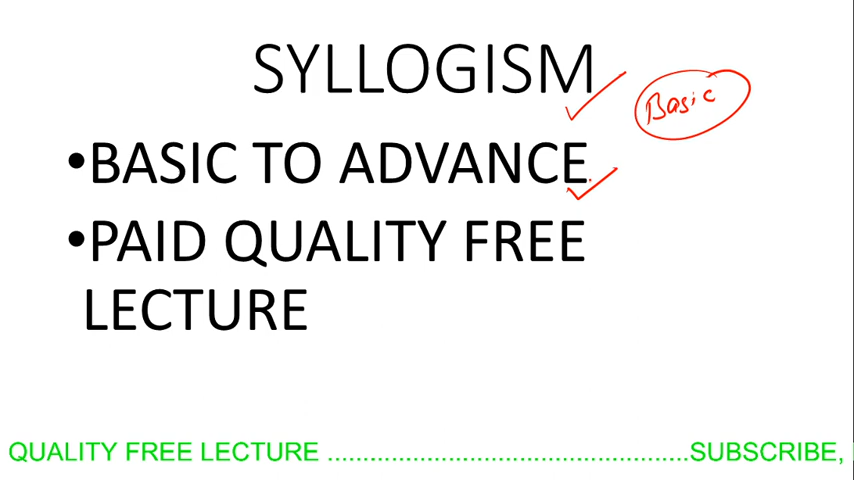 SYLLOGISM
Basic
•BASIC TO ADVANCE
•PAID QUALITY FREE
LECTURE
QUALITY FREE LECTURE ...................................................SUBSCRIBE,